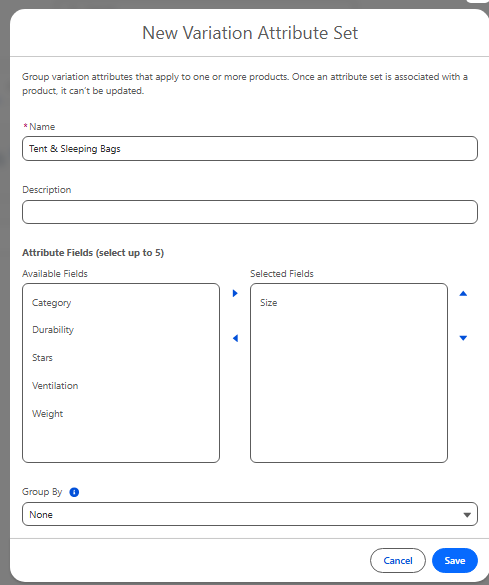 New Variation Attribute Set
Group variation attributes that apply to one or more products. Once an attribute set is associated with a
product, it can't be updated.
* Name
Tent & Sleeping Bags
Description
Attribute Fields (select up to 5)
Available Fields
Selected Fields
Category
Durability
Stars
Ventilation
Weight
Size
Group By
None
Cancel
Save